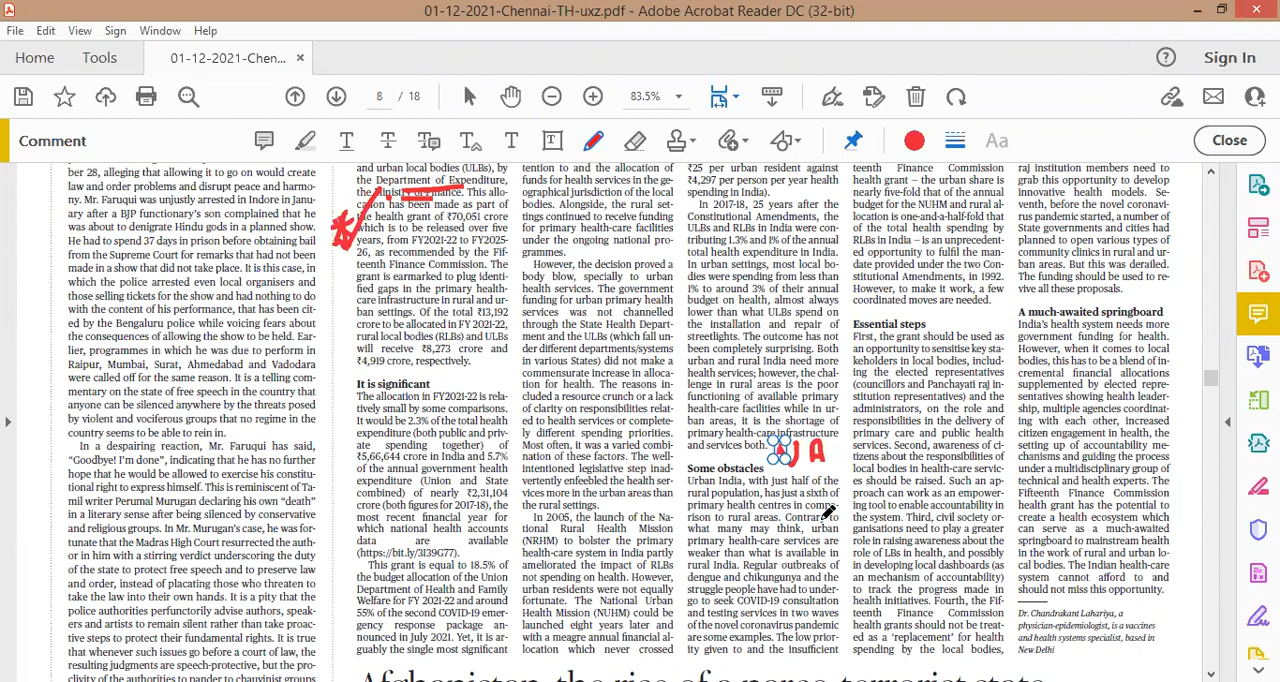 01-12-2021-Chennai-TH-uxz.pdf - Adobe Acrobat Reader DC (32-bit)
File Edit View Sign Window Help
Home Tools 01-12-2021-Chen... × Sign In
8 / 18 83.5%
Comment Aa Close
ber 28, alleging that allowing it to go on would create
law and order problems and disrupt peace and harmo-
ny. Mr. Faruqui was unjustly arrested in Indore in Janu-
ary after a BJP functionary's son complained that he
was about to denigrate Hindu gods in a planned show.
He had to spend 37 days in prison before obtaining bail
from the Supreme Court for remarks that had not been
made in a show that did not take place. It is this case, in
which the police arrested even local organisers and
those selling tickets for the show and had nothing to do
with the content of his performance, that has been cit-
ed by the Bengaluru police while voicing fears about
the consequences of allowing the show to be held. Ear-
lier, programmes in which he was due to perform in
Raipur, Mumbai, Surat, Ahmedabad and Vadodara
were called off for the same reason. It is a telling com-
mentary on the state of free speech in the country that
anyone can be silenced anywhere by the threats posed
by violent and vociferous groups that no regime in the
country seems to be able to rein in.
In a despairing reaction, Mr. Faruqui has said,
“Goodbye! I'm done”, indicating that he has no further
hope that he would be allowed to exercise his constitu-
tional right to express himself. This is reminiscent of Ta-
mil writer Perumal Murugan declaring his own “death”
in a literary sense after being silenced by conservative
and religious groups. In Mr. Murugan's case, he was for-
tunate that the Madras High Court resurrected the auth-
or in him with a stirring verdict underscoring the duty
of the state to protect free speech and to preserve law
and order, instead of placating those who threaten to
take the law into their own hands. It is a pity that the
police authorities perfunctorily advise authors, speak-
ers and artists to remain silent rather than take proac-
tive steps to protect their fundamental rights. It is true
that whenever such issues go before a court of law, the
resulting judgments are speech-protective, but the pro-
clivity of the authorities to pander to chauvinist groups
and urban local bodies (ULBs), by
the Department of Expenditure,
the Ministry of Finance. This allo-
cation has been made as part of
the health grant of ₹70,051 crore
which is to be released over five
years, from FY2021-22 to FY2025-
26, as recommended by the Fif-
teenth Finance Commission. The
grant is earmarked to plug identi-
fied gaps in the primary health-
care infrastructure in rural and ur-
ban settings. Of the total ₹13,192
crore to be allocated in FY 2021-22,
rural local bodies (RLBs) and ULBs
will receive ₹8,273 crore and
₹4,919 crore, respectively.
It is significant
The allocation in FY2021-22 is rela-
tively small by some comparisons.
It would be 2.3% of the total health
expenditure (both public and priv-
ate spending together) of
₹5,66,644 crore in India and 5.7%
of the annual government health
expenditure (Union and State
combined) of nearly ₹2,31,104
crore (both figures for 2017-18), the
most recent financial year for
which national health accounts
data are available
(https://bit.ly/3I39G77).
This grant is equal to 18.5% of
the budget allocation of the Union
Department of Health and Family
Welfare for FY 2021-22 and around
55% of the second COVID-19 emer-
gency response package an-
nounced in July 2021. Yet, it is ar-
guably the single most significant
tention to and the allocation of
funds for health services in the ge-
ographical jurisdiction of the local
bodies. Alongside, the rural set-
tings continued to receive funding
for primary health-care facilities
under the ongoing national pro-
grammes.
However, the decision proved a
body blow, specially to urban
health services. The government
funding for urban primary health
services was not channelled
through the State Health Depart-
ment and the ULBs (which fall un-
der different departments/systems
in various States) did not make a
commensurate increase in alloca-
tion for health. The reasons in-
cluded a resource crunch or a lack
of clarity on responsibilities relat-
ed to health services or complete-
ly different spending priorities.
Most often, it was a varied combi-
nation of these factors. The well-
intentioned legislative step inad-
vertently enfeebled the health ser-
vices more in the urban areas than
the rural settings.
In 2005, the launch of the Na-
tional Rural Health Mission
(NRHM) to bolster the primary
health-care system in India partly
ameliorated the impact of RLBs
not spending on health. However,
urban residents were not equally
fortunate. The National Urban
Health Mission (NUHM) could be
launched eight years later and
with a meagre annual financial al-
location which never crossed
₹25 per urban resident against
₹4,297 per person per year health
spending in India).
In 2017-18, 25 years after the
Constitutional Amendments, the
ULBs and RLBs in India were con-
tributing 1.3% and 1% of the annual
total health expenditure in India.
In urban settings, most local bo-
dies were spending from less than
1% to around 3% of their annual
budget on health, almost always
lower than what ULBs spend on
the installation and repair of
streetlights. The outcome has not
been completely surprising. Both
urban and rural India need more
health services; however, the chal-
lenge in rural areas is the poor
functioning of available primary
health-care facilities while in ur-
ban areas, it is the shortage of
primary health-care infrastructure
and services both.
Some obstacles
Urban India, with just half of the
rural population, has just a sixth of
primary health centres in compa-
rison to rural areas. Contrary to
what many may think, urban
primary health-care services are
weaker than what is available in
rural India. Regular outbreaks of
dengue and chikungunya and the
struggle people have had to under-
go to seek COVID-19 consultation
and testing services in two waves
of the novel coronavirus pandemic
are some examples. The low prior-
ity given to and the insufficient
teenth Finance Commission
health grant – the urban share is
nearly five-fold that of the annual
budget for the NUHM and rural al-
location is one-and-a-half-fold
of the total health spending by
RLBs in India – is an unprecedent-
ed opportunity to fulfil the man-
date provided under the two Con-
stitutional Amendments, in 1992.
However, to make it work, a few
coordinated moves are needed.
Essential steps
First, the grant should be used as
an opportunity to sensitise key sta-
keholders in local bodies, includ-
ing the elected representatives
(councillors and Panchayati raj in-
stitution representatives) and the
administrators, on the role and
responsibilities in the delivery of
primary care and public health
services. Second, awareness of ci-
tizens about the responsibilities of
local bodies in health-care servic-
es should be raised. Such an ap-
proach can work as an empower-
ing tool to enable accountability in
the system. Third, civil society or-
ganisations need to play a greater
role in raising awareness about the
role of LBs in health, and possibly
in developing local dashboards (as
an mechanism of accountability)
to track the progress made in
health initiatives. Fourth, the Fif-
teenth Finance Commission
health grants should not be treat-
ed as a ‘replacement’ for health
spending by the local bodies,
raj institution members need to
grab this opportunity to develop
innovative health models. Se-
venth, before the novel coronavi-
rus pandemic started, a number of
State governments and cities had
planned to open various types of
community clinics in rural and ur-
ban areas. But this was derailed.
The funding should be used to re-
vive all these proposals.
A much-awaited springboard
India's health system needs more
government funding for health.
However, when it comes to local
bodies, this has to be a blend of in-
cremental financial allocations
supplemented by elected repre-
sentatives showing health leader-
ship, multiple agencies coordinat-
ing with each other, increased
citizen engagement in health, the
setting up of accountability me-
chanisms and guiding the process
under a multidisciplinary group of
technical and health experts. The
Fifteenth Finance Commission
health grant has the potential to
create a health ecosystem which
can serve as a much-awaited
springboard to mainstream health
in the work of rural and urban lo-
cal bodies. The Indian health-care
system cannot afford to and
should not miss this opportunity.
Dr. Chandrakant Lahariya, a
physician-epidemiologist, is a vaccines
and health systems specialist, based in
New Delhi